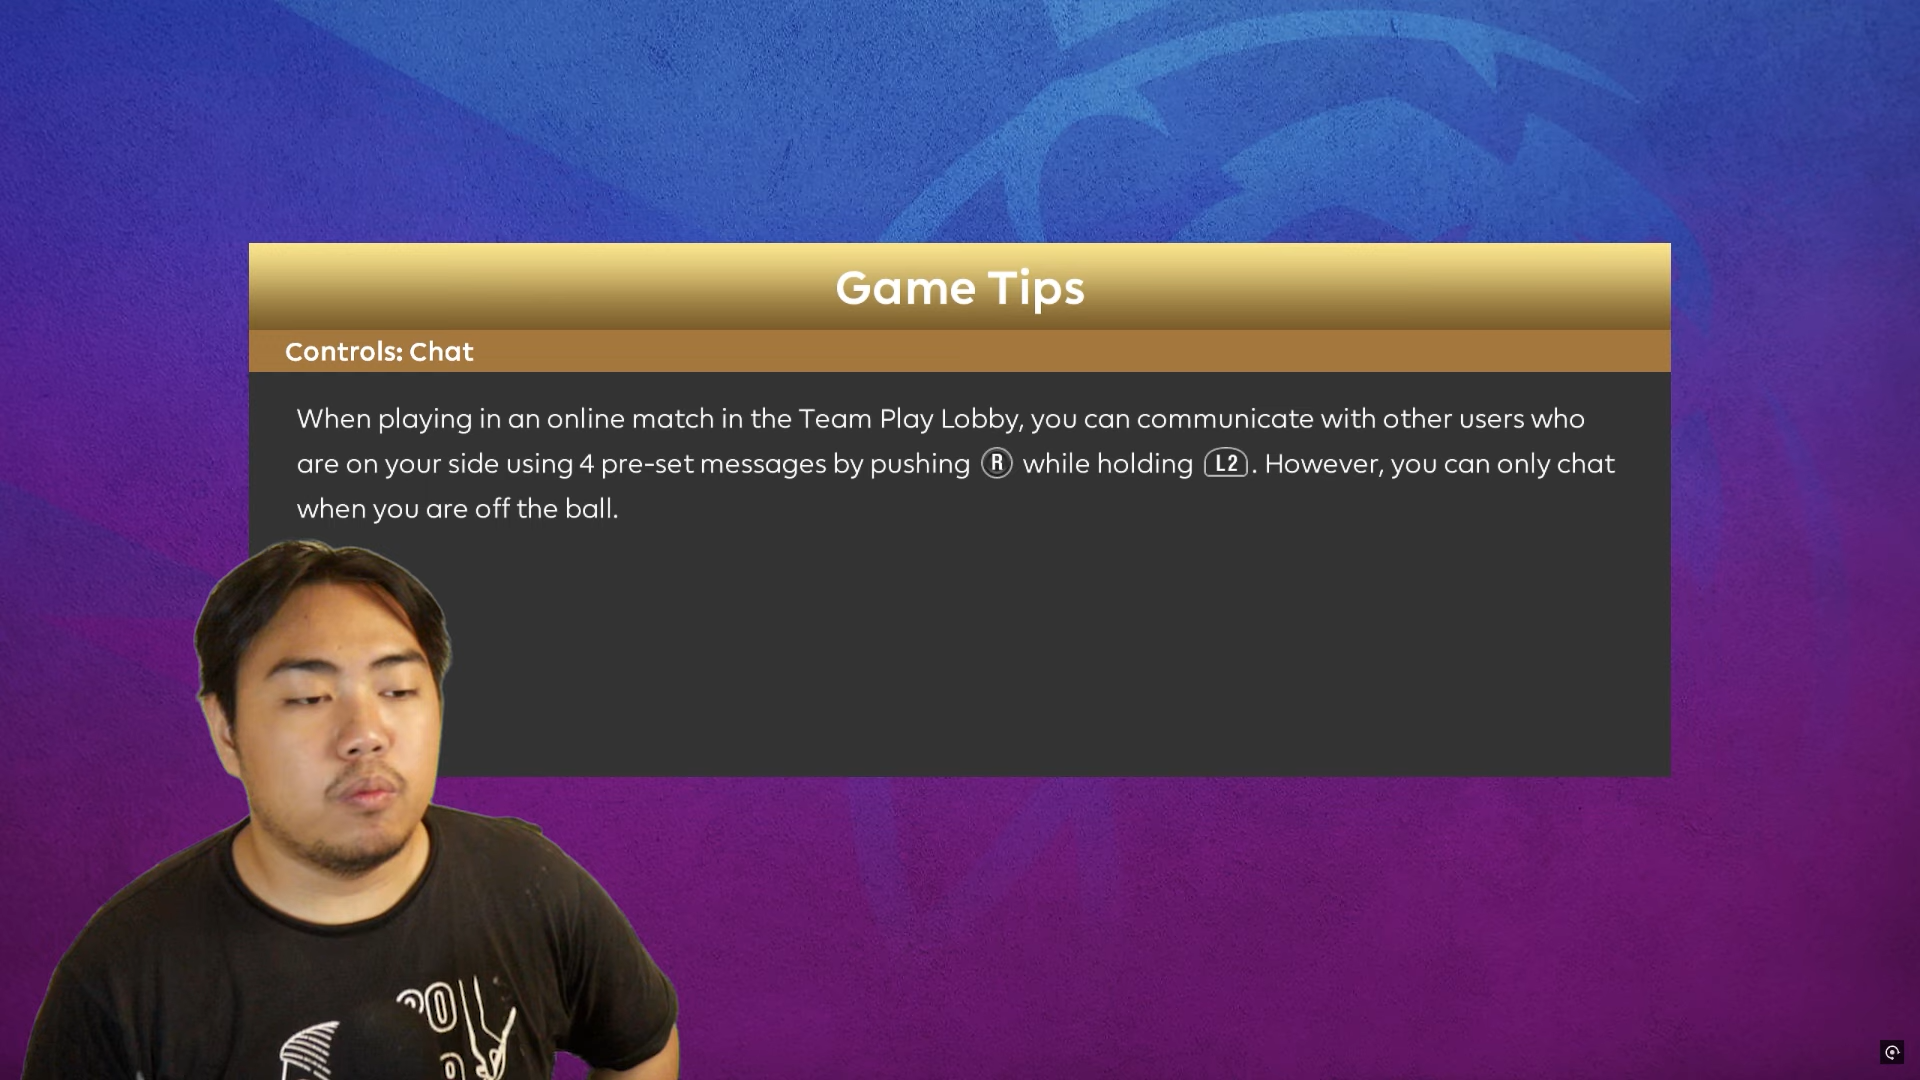 Game Tips
Controls: Chat
When playing in an online match in the Team Play Lobby, you can communicate with other users who
are on your side using 4 pre-set messages by pushing R while holding L2. However, you can only chat
when you are off the ball.